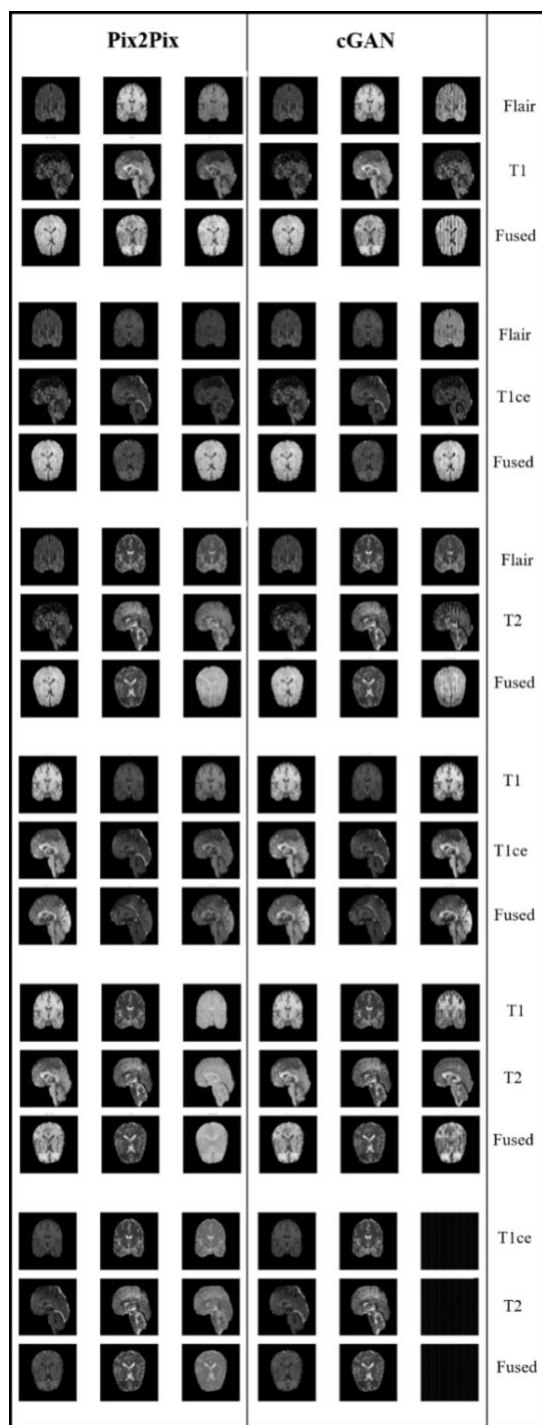 Pix2Pix cGAN
Flair
T1
Fused
Flair
T1ce
Fused
Flair
T2
Fused
T1
T1ce
Fused
T1
T2
Fused
T1ce
T2
Fused